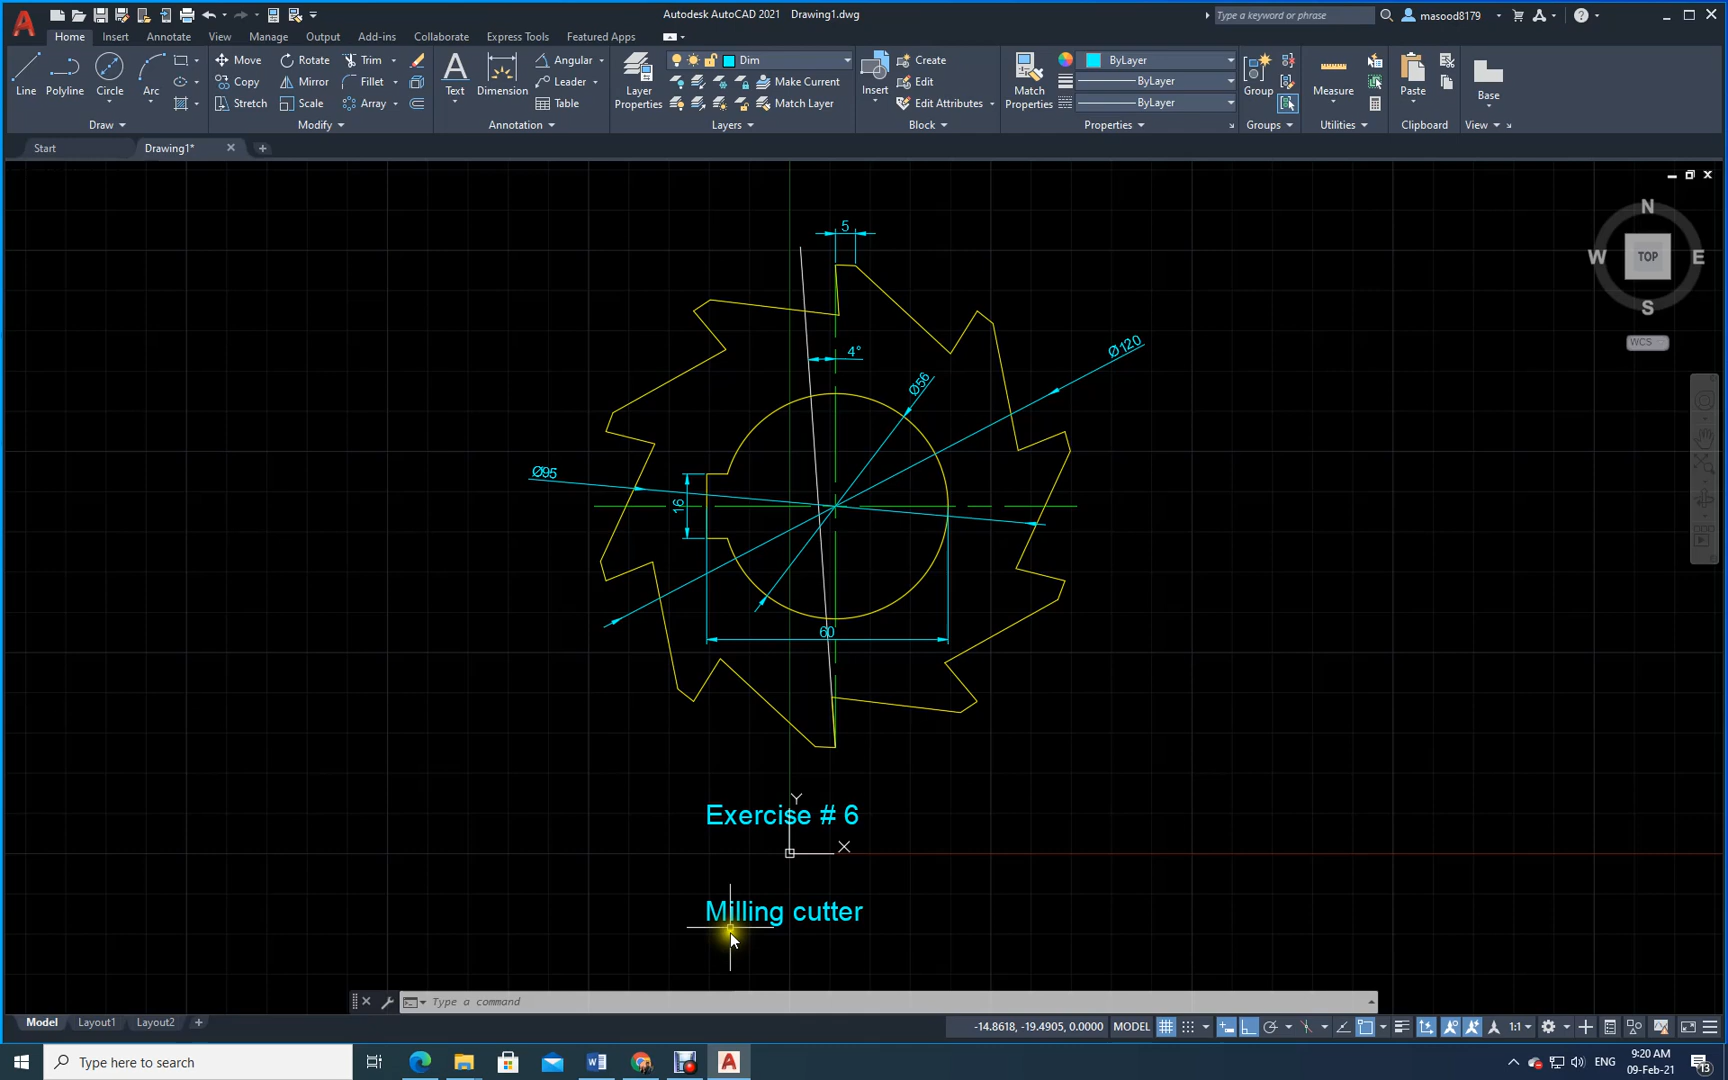 Autodesk AutoCAD 2021 Drawing1.dwg
Type a keyword or phrase
masood8179
Home Insert Annotate View Manage Output Add-ins Collaborate Express Tools Featured Apps
Line Polyline Circle Arc
Move Rotate Trim
Copy Mirror Fillet
Stretch Scale Array
Text Dimension
Angular
Leader
Table
Layer Properties
Dim
Make Current
Match Layer
Insert
Create
Edit
Edit Attributes
Match Properties
ByLayer
ByLayer
ByLayer
Group
Measure
Paste
Base
Draw Modify Annotation Layers Block Properties Groups Utilities Clipboard View
Start Drawing1*
N
W TOP E
S
WCS
5
4°
Ø56
Ø120
Ø95
16
60
Exercise # 6
Y
X
Milling cutter
Type a command
Model Layout1 Layout2
-14.8618, -19.4905, 0.0000 MODEL 1:1
Type here to search
ENG
9:20 AM
09-Feb-21
13